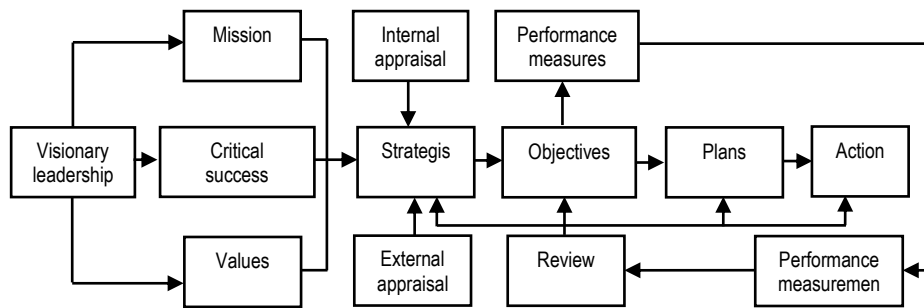 Mission
Internal
appraisal
Performance
measures
Visionary
leadership
Critical
success
Strategis
Objectives
Plans
Action
Values
External
appraisal
Review
Performance
measuremen